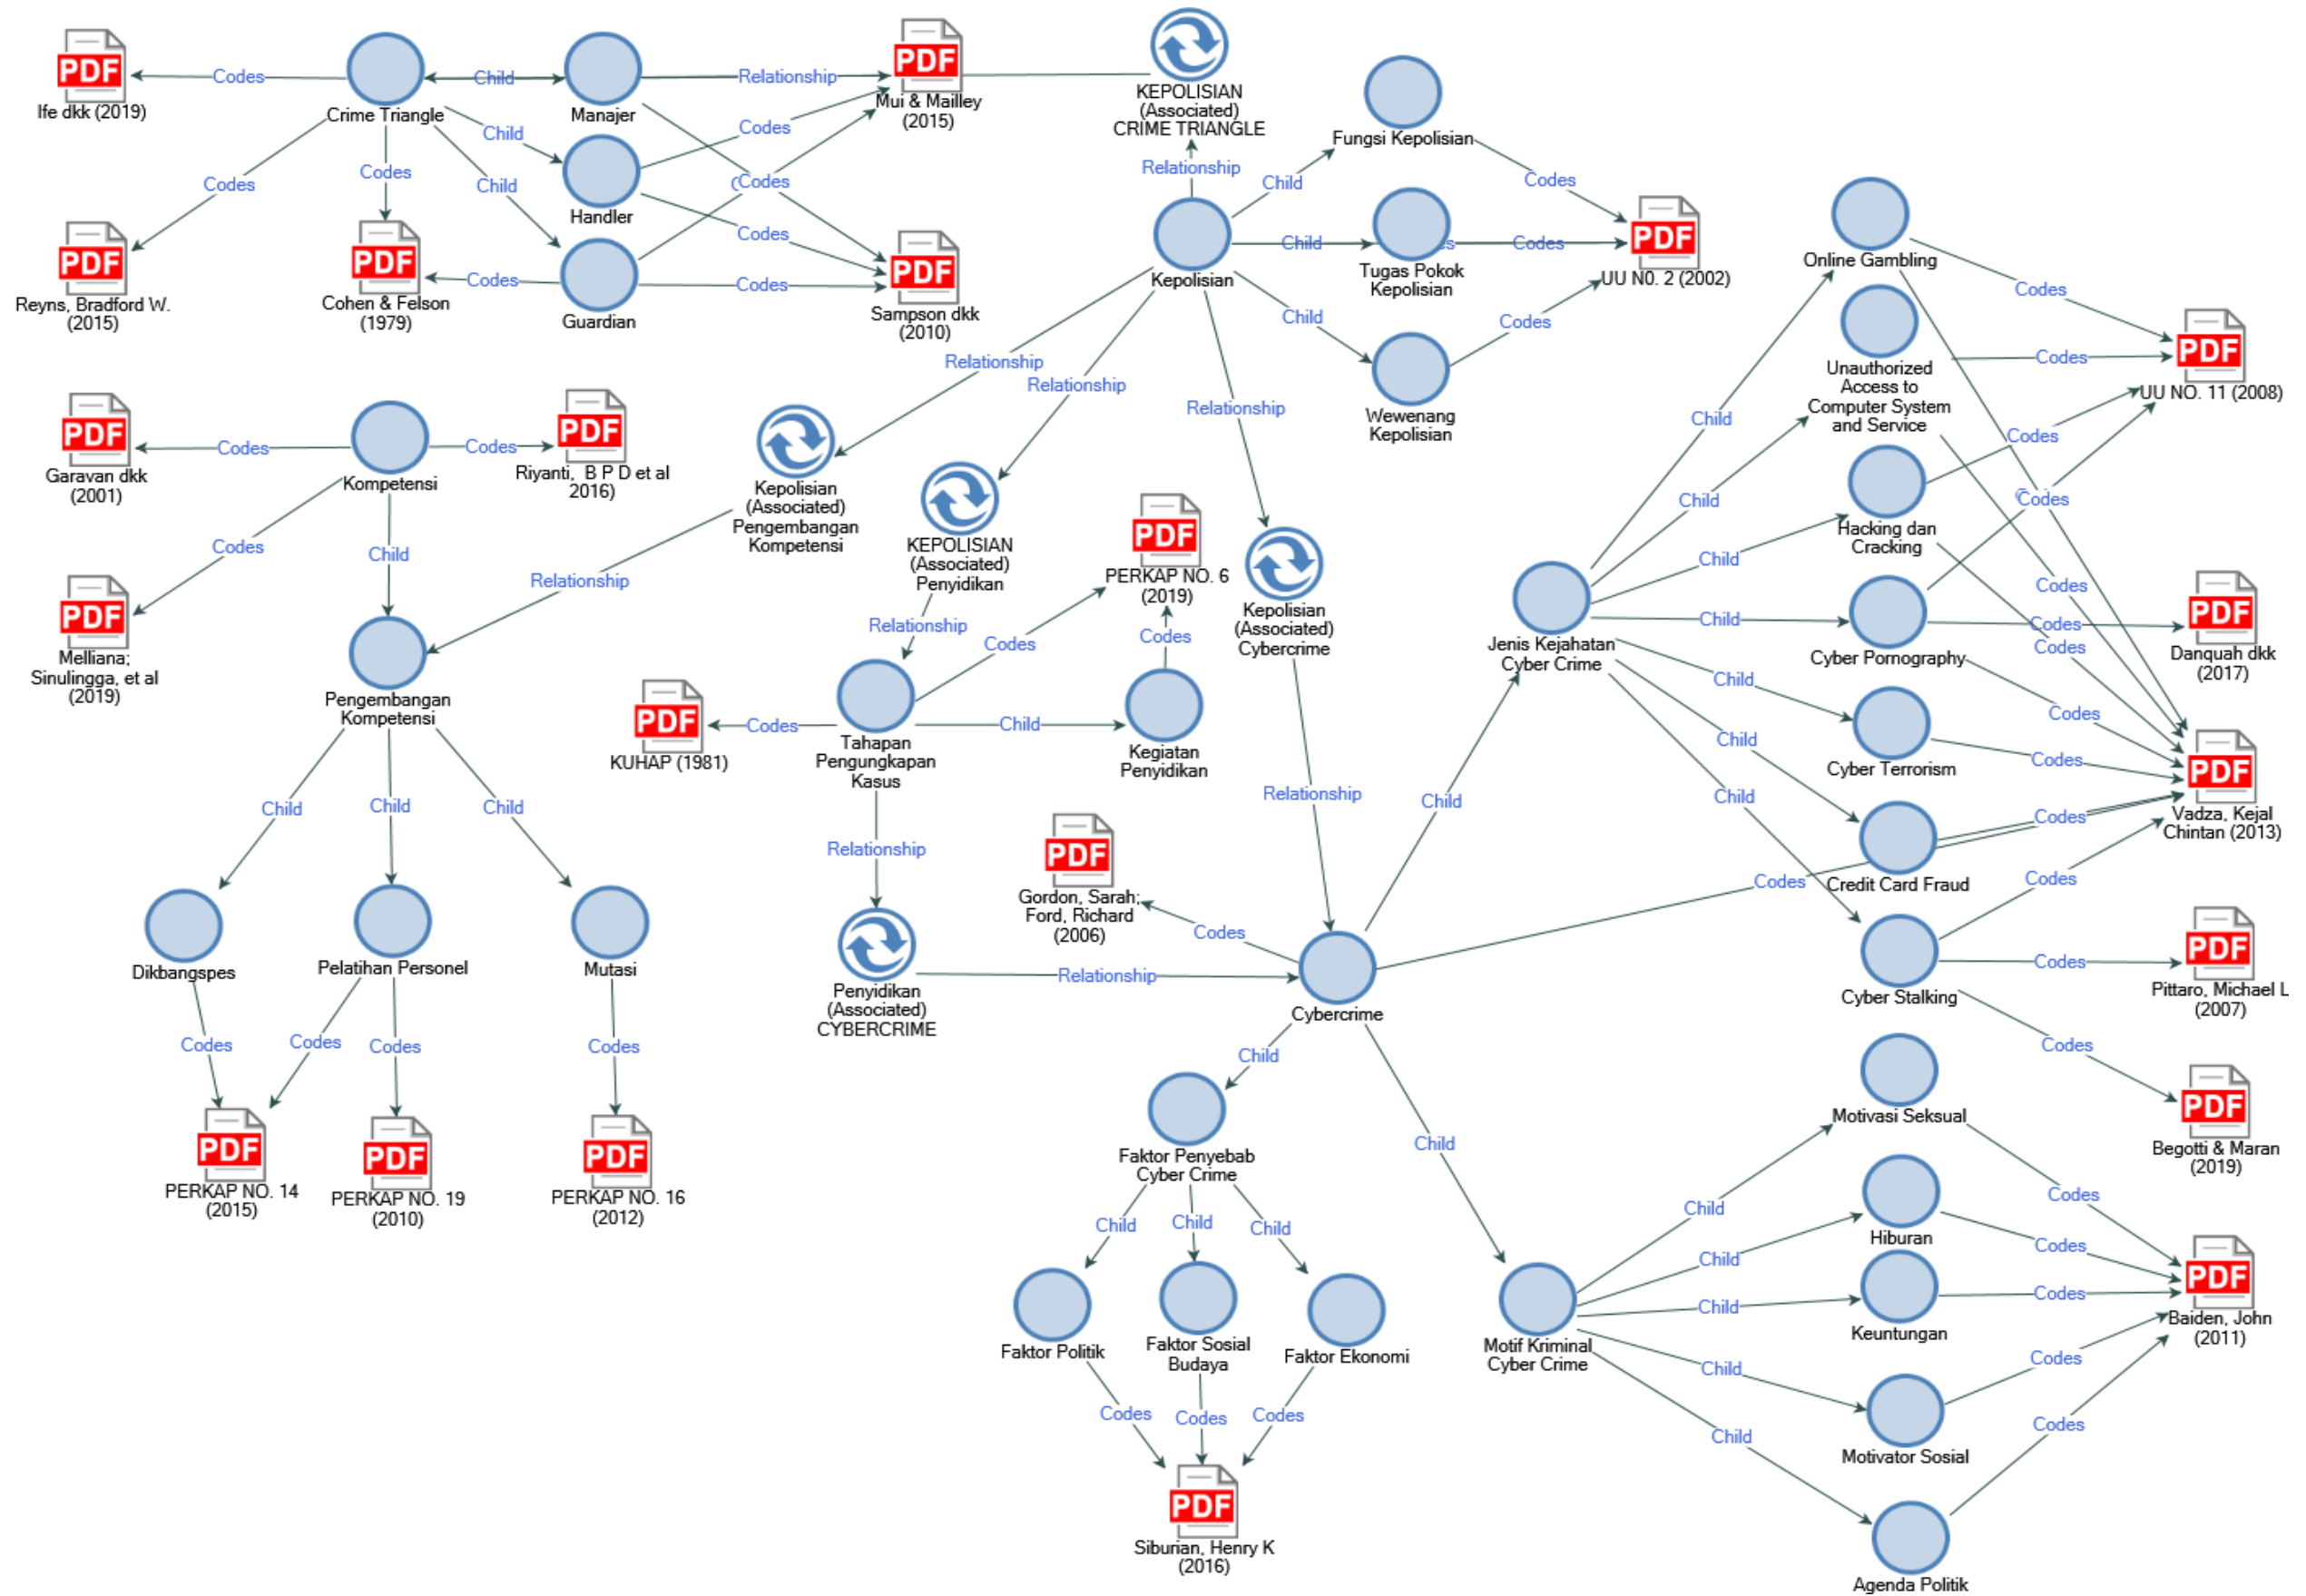 PDF
Ife dkk (2019)
Codes
Crime Triangle
Child
Manajer
Relationship
PDF
Mui & Mailley
(2015)
KEPOLISIAN
(Associated)
CRIME TRIANGLE
Relationship
Fungsi Kepolisian
Child
Codes
Child
Handler
Codes
Codes
Codes
Codes
Child
Codes
Codes
PDF
Reyns, Bradford W.
(2015)
PDF
Cohen & Felson
(1979)
Codes
Guardian
Codes
PDF
Sampson dkk
(2010)
Kepolisian
Child
Tugas Pokok
Kepolisian
Codes
PDF
UU N0. 2 (2002)
Child
Codes
Wewenang
Kepolisian
Relationship
Relationship
Relationship
Online Gambling
Codes
Unauthorized
Access to
Computer System
and Service
Codes
PDF
UU NO. 11 (2008)
Child
Codes
PDF
Garavan dkk
(2001)
Codes
Kompetensi
Codes
PDF
Riyanti, B P D et al
2016)
Kepolisian
(Associated)
Pengembangan
Kompetensi
KEPOLISIAN
(Associated)
Penyidikan
PDF
PERKAP NO. 6
(2019)
Kepolisian
(Associated)
Cybercrime
Child
Hacking dan
Cracking
Codes
Codes
Child
Relationship
Child
Codes
PDF
Melliana;
Sinulingga, et al
(2019)
Relationship
Codes
Codes
Jenis Kejahatan
Cyber Crime
Child
Cyber Pornography
Codes
Codes
PDF
Danquah dkk
(2017)
Pengembangan
Kompetensi
PDF
KUHAP (1981)
Codes
Tahapan
Pengungkapan
Kasus
Child
Kegiatan
Penyidikan
Child
Codes
Child
Cyber Terrorism
Codes
PDF
Vadza, Kejal
Chintan (2013)
Child
Child
Child
Relationship
Relationship
Child
Child
Codes
PDF
Gordon, Sarah;
Ford, Richard
(2006)
Codes
Codes
Credit Card Fraud
Codes
Dikbangspes
Pelatihan Personel
Mutasi
Penyidikan
(Associated)
CYBERCRIME
Relationship
Cybercrime
Cyber Stalking
Codes
PDF
Pittaro, Michael L
(2007)
Codes
Codes
Codes
Codes
Child
Codes
PDF
Begotti & Maran
(2019)
PDF
PERKAP NO. 14
(2015)
PDF
PERKAP NO. 19
(2010)
PDF
PERKAP NO. 16
(2012)
Faktor Penyebab
Cyber Crime
Child
Motivasi Seksual
Codes
Child
Child
Child
Child
Hiburan
Codes
Child
Faktor Politik
Faktor Sosial
Budaya
Faktor Ekonomi
Motif Kriminal
Cyber Crime
Child
Keuntungan
Codes
PDF
Baiden, John
(2011)
Child
Codes
Codes
Codes
Codes
Child
Motivator Sosial
Codes
PDF
Siburian, Henry K
(2016)
Agenda Politik